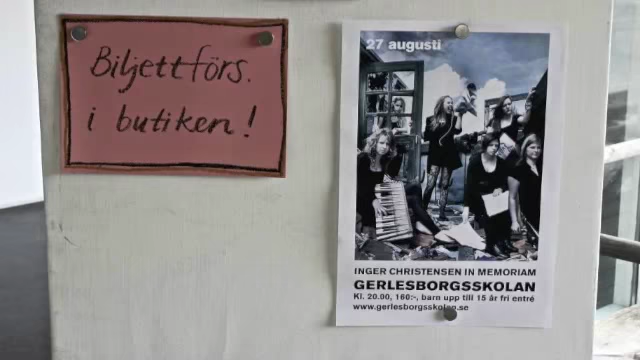 Biljettförs.
i butiken!
27 augusti
INGER CHRISTENSEN IN MEMORIAM
GERLESBORGSSKOLAN
Kl. 20.00, 160:-, barn upp till 15 år fri entré
www.gerlesborgsskolan.se